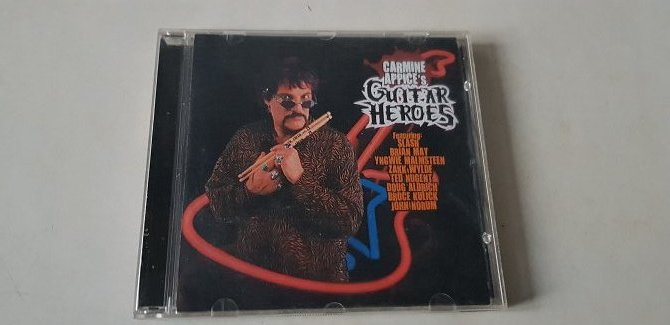 CARMINE
APPICE'S
GUITAR
HEROES
Featuring:
SLASH
BRIAN MAY
YNGWIE MALMSTEEN
ZAKK WYLDE
TED NUGENT
DOUG ALDRICH
BRUCE KULICK
JOHN NORUM